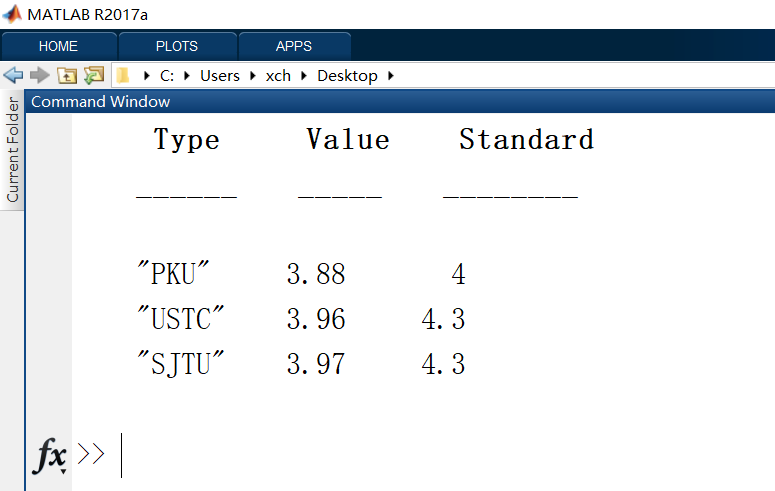 MATLAB R2017a
HOME PLOTS APPS
C: Users xch Desktop
Current Folder
Command Window
Type Value Standard
______ _____ ________
"PKU" 3.88 4
"USTC" 3.96 4.3
"SJTU" 3.97 4.3
fx >>